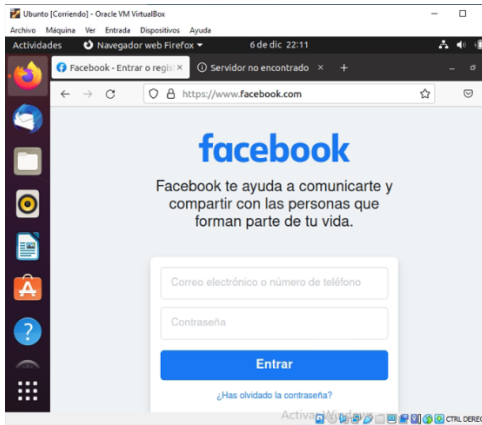 Ubunto [Corriendo] - Oracle VM VirtualBox
Archivo Máquina Ver Entrada Dispositivos Ayuda
Actividades Navegador web Firefox 6 de dic 22:11
Facebook - Entrar o regis Servidor no encontrado
https://www.facebook.com
facebook
Facebook te ayuda a comunicarte y
compartir con las personas que
forman parte de tu vida.
Correo electrónico o número de teléfono
Contraseña
Entrar
¿Has olvidado la contraseña?
Activar Windows
CTRL DEREC